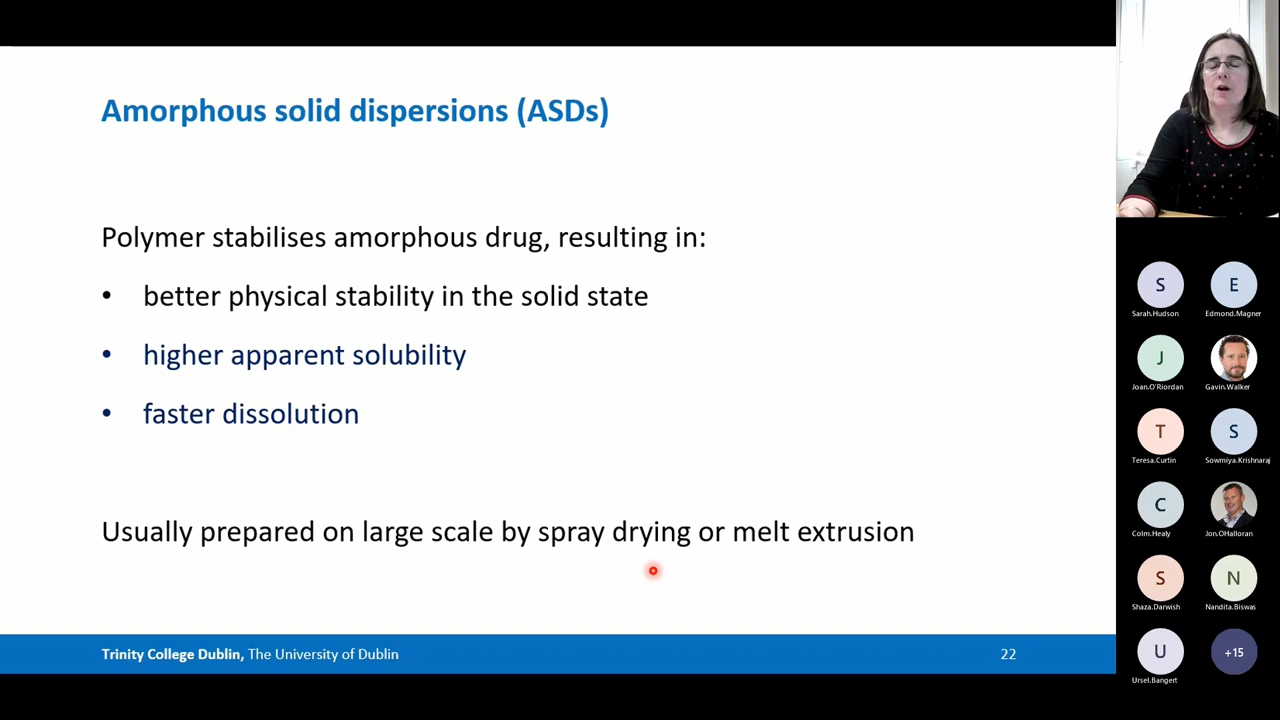 Amorphous solid dispersions (ASDs)
Polymer stabilises amorphous drug, resulting in:
• better physical stability in the solid state
• higher apparent solubility
• faster dissolution
Usually prepared on large scale by spray drying or melt extrusion
Trinity College Dublin, The University of Dublin
22
S
E
Sarah.Hudson
Edmond.Magner
J
Joan.O'Riordan
Gavin.Walker
T
S
Teresa.Curtin
Sowmiya.Krishnaraj
C
Colm.Healy
Jon.OHalloran
S
N
Shaza.Darwish
Nandita.Biswas
U
+15
Ursel.Bangert